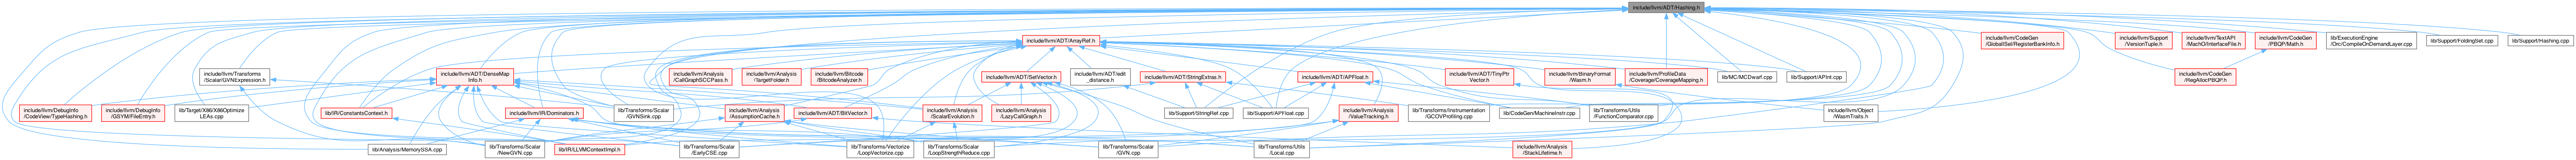 include/llvm/ADT/Hashing.h
include/llvm/ADT/ArrayRef.h
include/llvm/CodeGen
/GlobalISel/RegisterBankInfo.h
include/llvm/Support
/VersionTuple.h
include/llvm/TextAPI
/MachO/InterfaceFile.h
include/llvm/CodeGen
/PBQP/Math.h
lib/ExecutionEngine
/Orc/CompileOnDemandLayer.cpp
lib/Support/FoldingSet.cpp
lib/Support/Hashing.cpp
include/llvm/Transforms
/Scalar/GVNExpression.h
include/llvm/ADT/DenseMap
Info.h
include/llvm/Analysis
/CallGraphSCCPass.h
include/llvm/Analysis
/TargetFolder.h
include/llvm/Bitcode
/BitcodeAnalyzer.h
include/llvm/ADT/SetVector.h
include/llvm/ADT/edit
_distance.h
include/llvm/ADT/StringExtras.h
include/llvm/ADT/APFloat.h
include/llvm/ADT/TinyPtr
Vector.h
include/llvm/BinaryFormat
/Wasm.h
include/llvm/ProfileData
/Coverage/CoverageMapping.h
lib/MC/MCDwarf.cpp
lib/Support/APInt.cpp
include/llvm/CodeGen
/RegAllocPBQP.h
include/llvm/DebugInfo
/CodeView/TypeHashing.h
include/llvm/DebugInfo
/GSYM/FileEntry.h
lib/Target/X86/X86Optimize
LEAs.cpp
lib/IR/ConstantsContext.h
include/llvm/IR/Dominators.h
lib/Transforms/Scalar
/GVNSink.cpp
include/llvm/Analysis
/AssumptionCache.h
include/llvm/ADT/BitVector.h
include/llvm/Analysis
/ScalarEvolution.h
include/llvm/Analysis
/LazyCallGraph.h
lib/Support/StringRef.cpp
lib/Support/APFloat.cpp
include/llvm/Analysis
/ValueTracking.h
lib/Transforms/Instrumentation
/GCOVProfiling.cpp
lib/CodeGen/MachineInstr.cpp
lib/Transforms/Utils
/FunctionComparator.cpp
include/llvm/Object
/WasmTraits.h
lib/Analysis/MemorySSA.cpp
lib/Transforms/Scalar
/NewGVN.cpp
lib/IR/LLVMContextImpl.h
lib/Transforms/Scalar
/EarlyCSE.cpp
lib/Transforms/Vectorize
/LoopVectorize.cpp
lib/Transforms/Scalar
/LoopStrengthReduce.cpp
lib/Transforms/Scalar
/GVN.cpp
lib/Transforms/Utils
/Local.cpp
include/llvm/Analysis
/StackLifetime.h